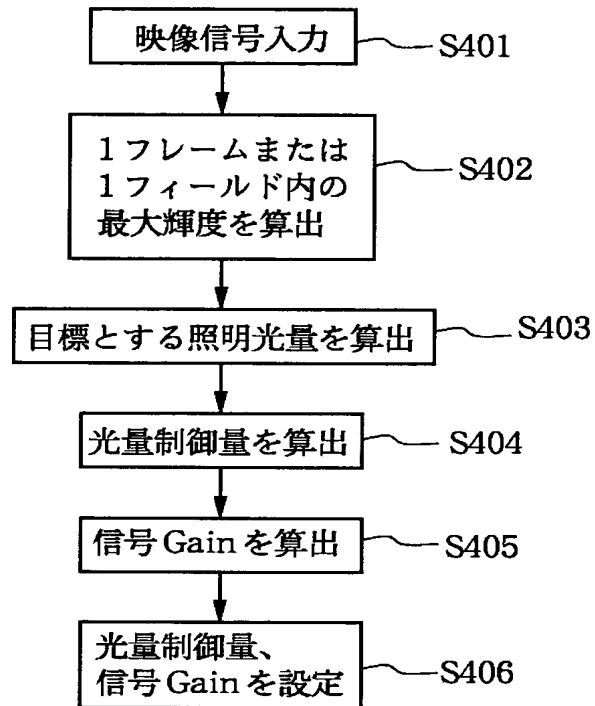 映像信号入力
S401
１フレームまたは
１フィールド内の
最大輝度を算出
S402
目標とする照明光量を算出
S403
光量制御量を算出
S404
信号Gainを算出
S405
光量制御量、
信号Gainを設定
S406